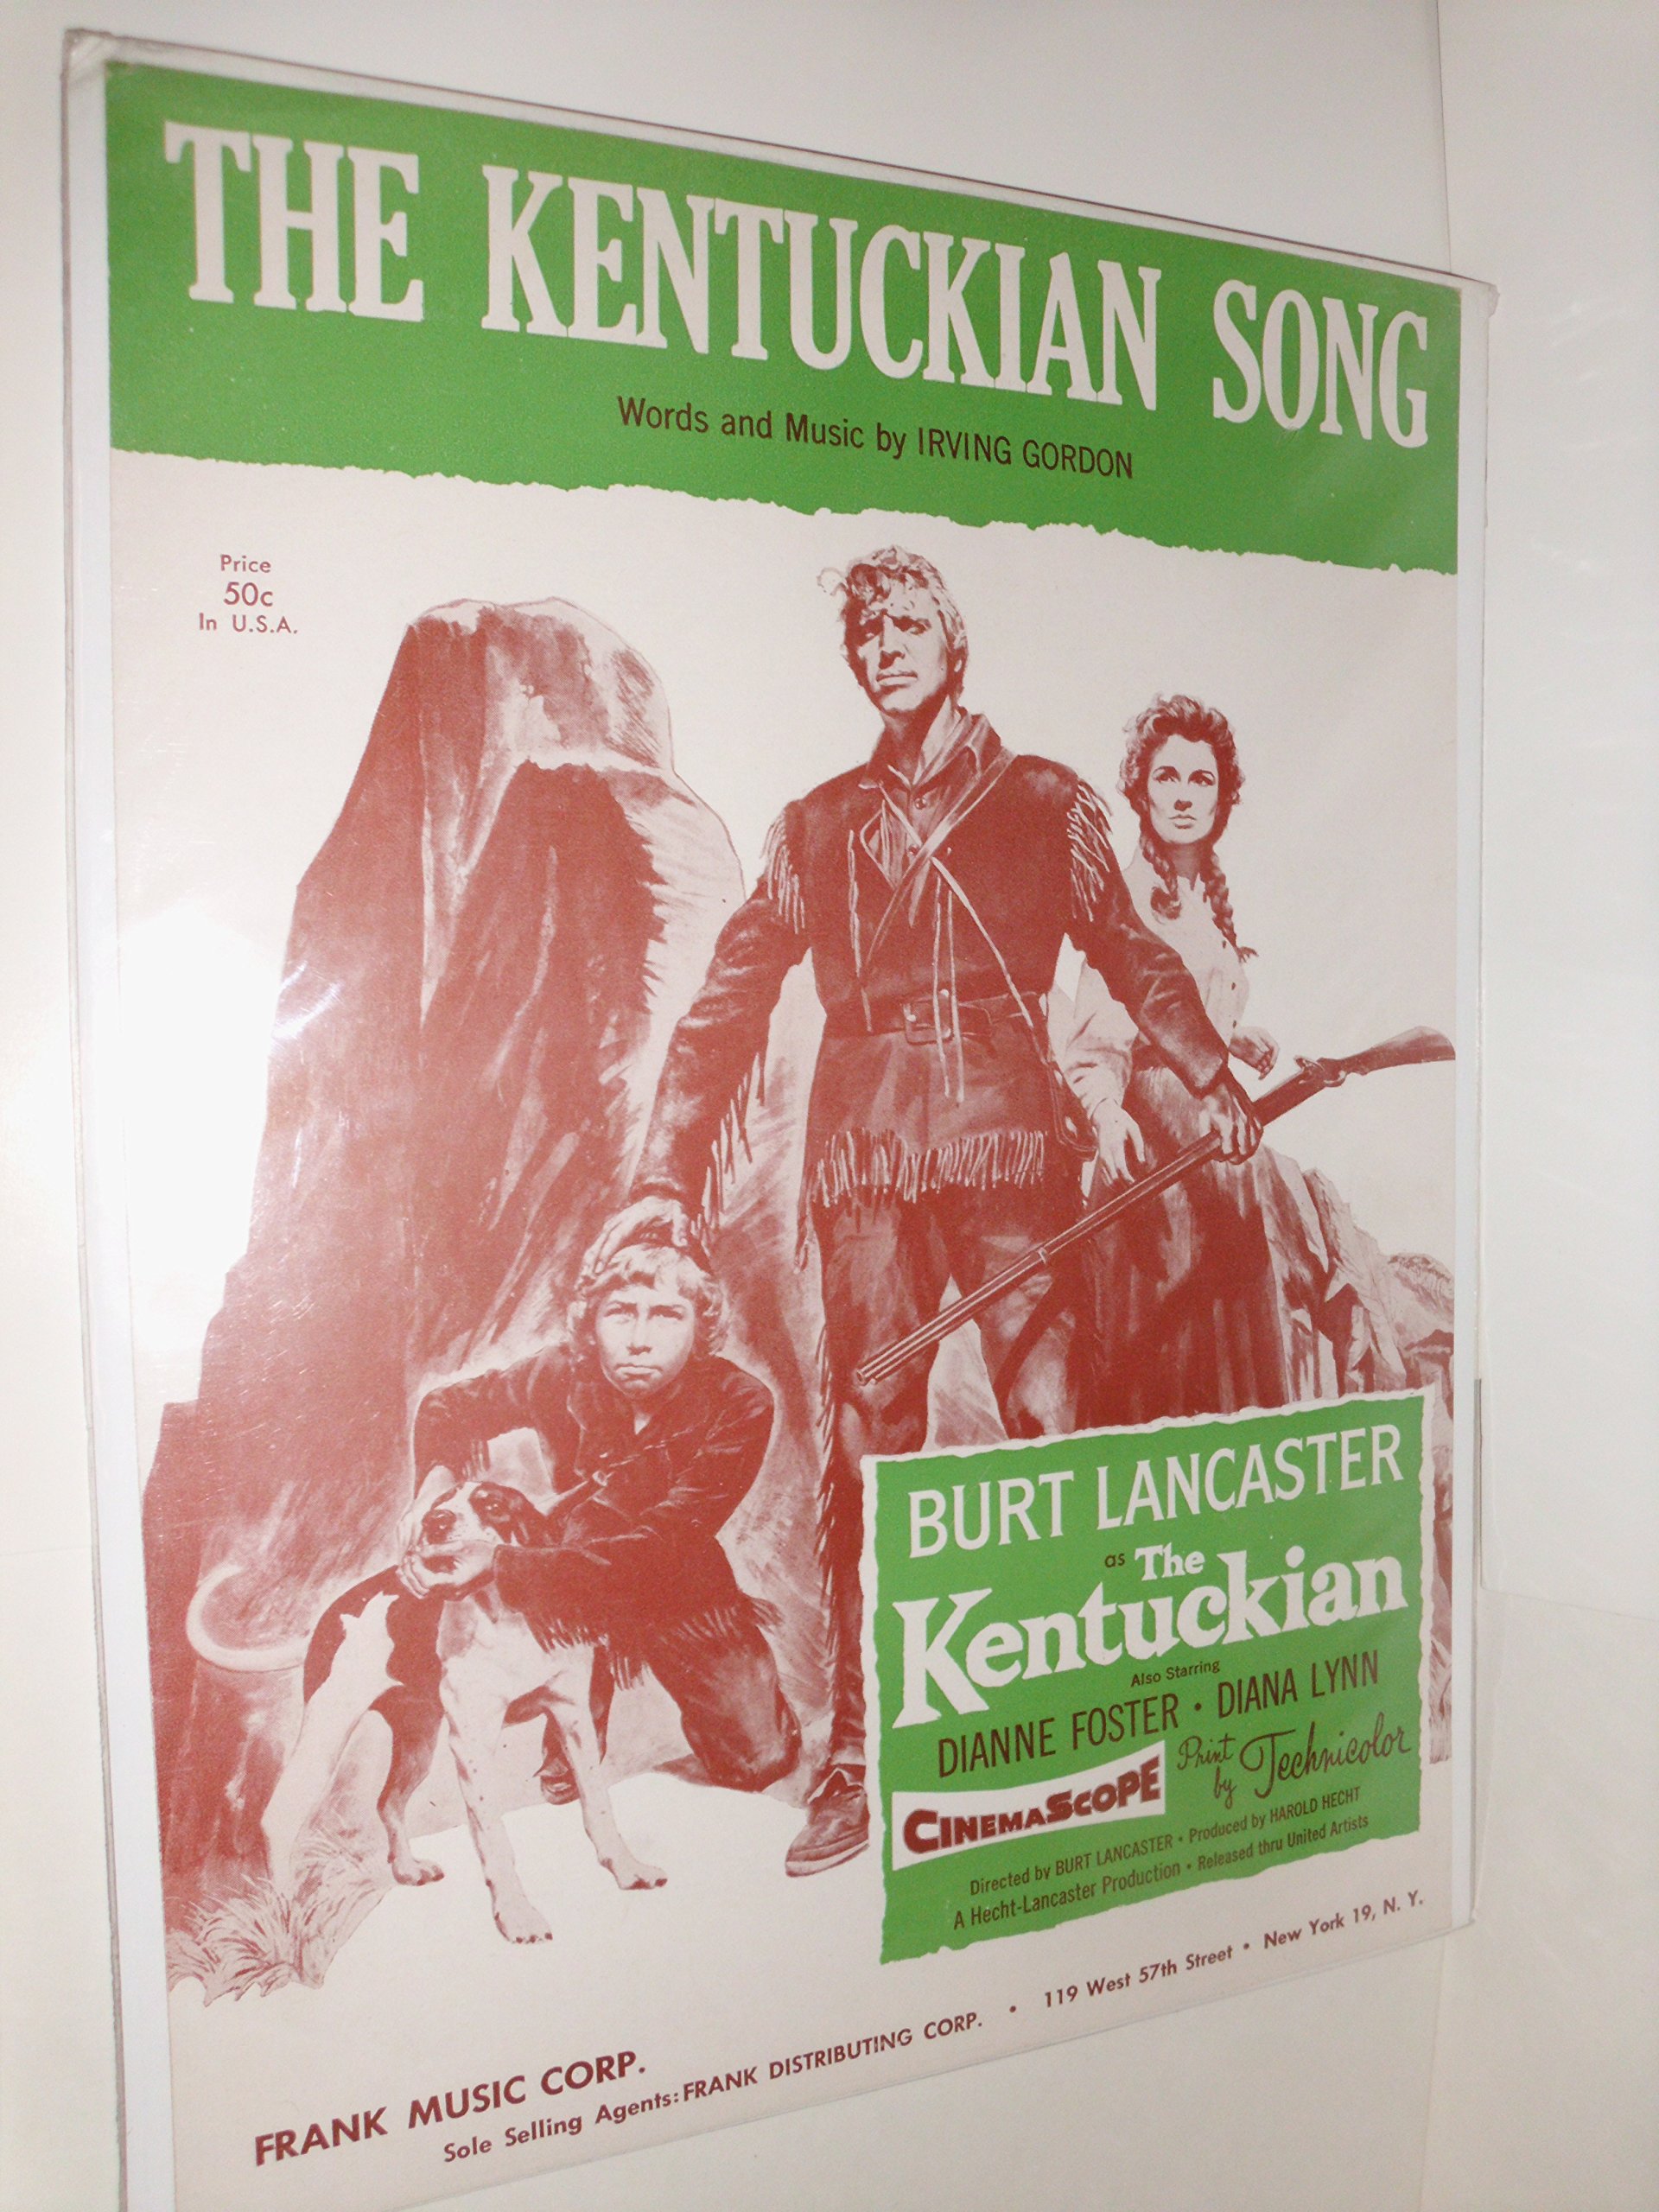 THE KENTUCKIAN SONG
Words and Music by IRVING GORDON
Price
50c
In U.S.A.
BURT LANCASTER
as The
Kentuckian
Also Starring
DIANNE FOSTER • DIANA LYNN
CINEMASCOPE
Print
by Technicolor
Directed by BURT LANCASTER • Produced by HAROLD HECHT
A Hecht-Lancaster Production • Released thru United Artists
FRANK MUSIC CORP.
Sole Selling Agents: FRANK DISTRIBUTING CORP. • 119 West 57th Street • New York 19, N. Y.